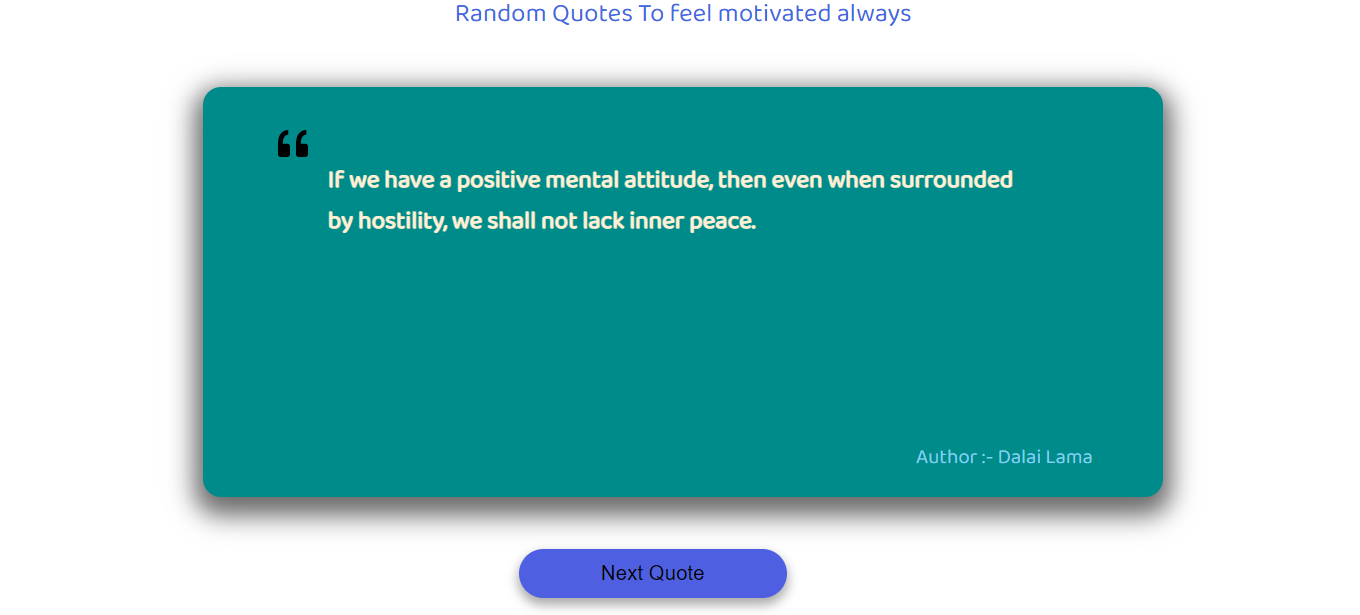 Random Quotes To feel motivated always
“
If we have a positive mental attitude, then even when surrounded
by hostility, we shall not lack inner peace.
Author :- Dalai Lama
Next Quote